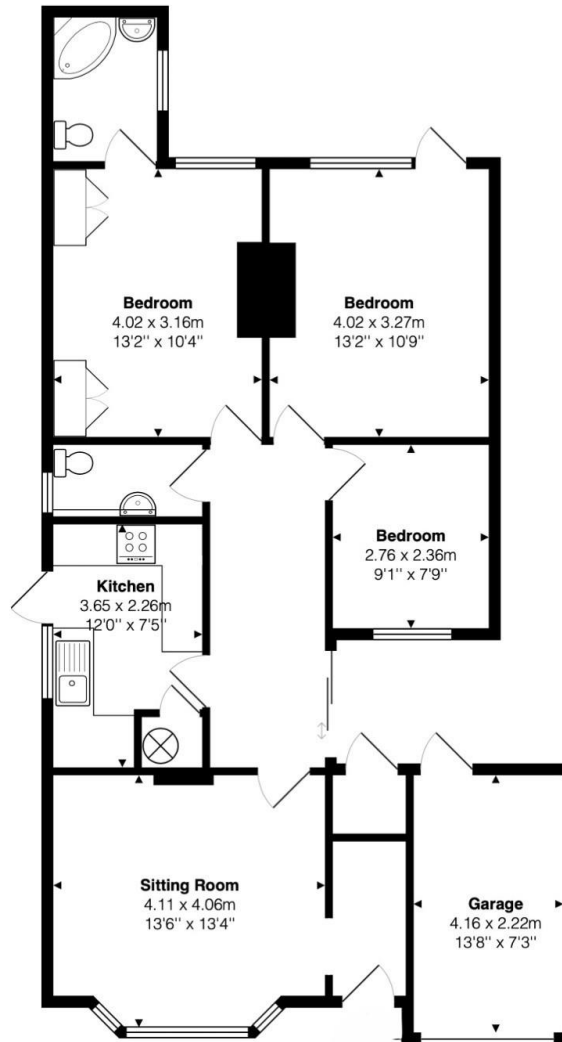 Bedroom
4.02 x 3.16m
13'2'' x 10'4''
Bedroom
4.02 x 3.27m
13'2'' x 10'9''
Bedroom
2.76 x 2.36m
9'1'' x 7'9''
Kitchen
3.65 x 2.26m
12'0'' x 7'5''
Sitting Room
4.11 x 4.06m
13'6'' x 13'4''
Garage
4.16 x 2.22m
13'8'' x 7'3''